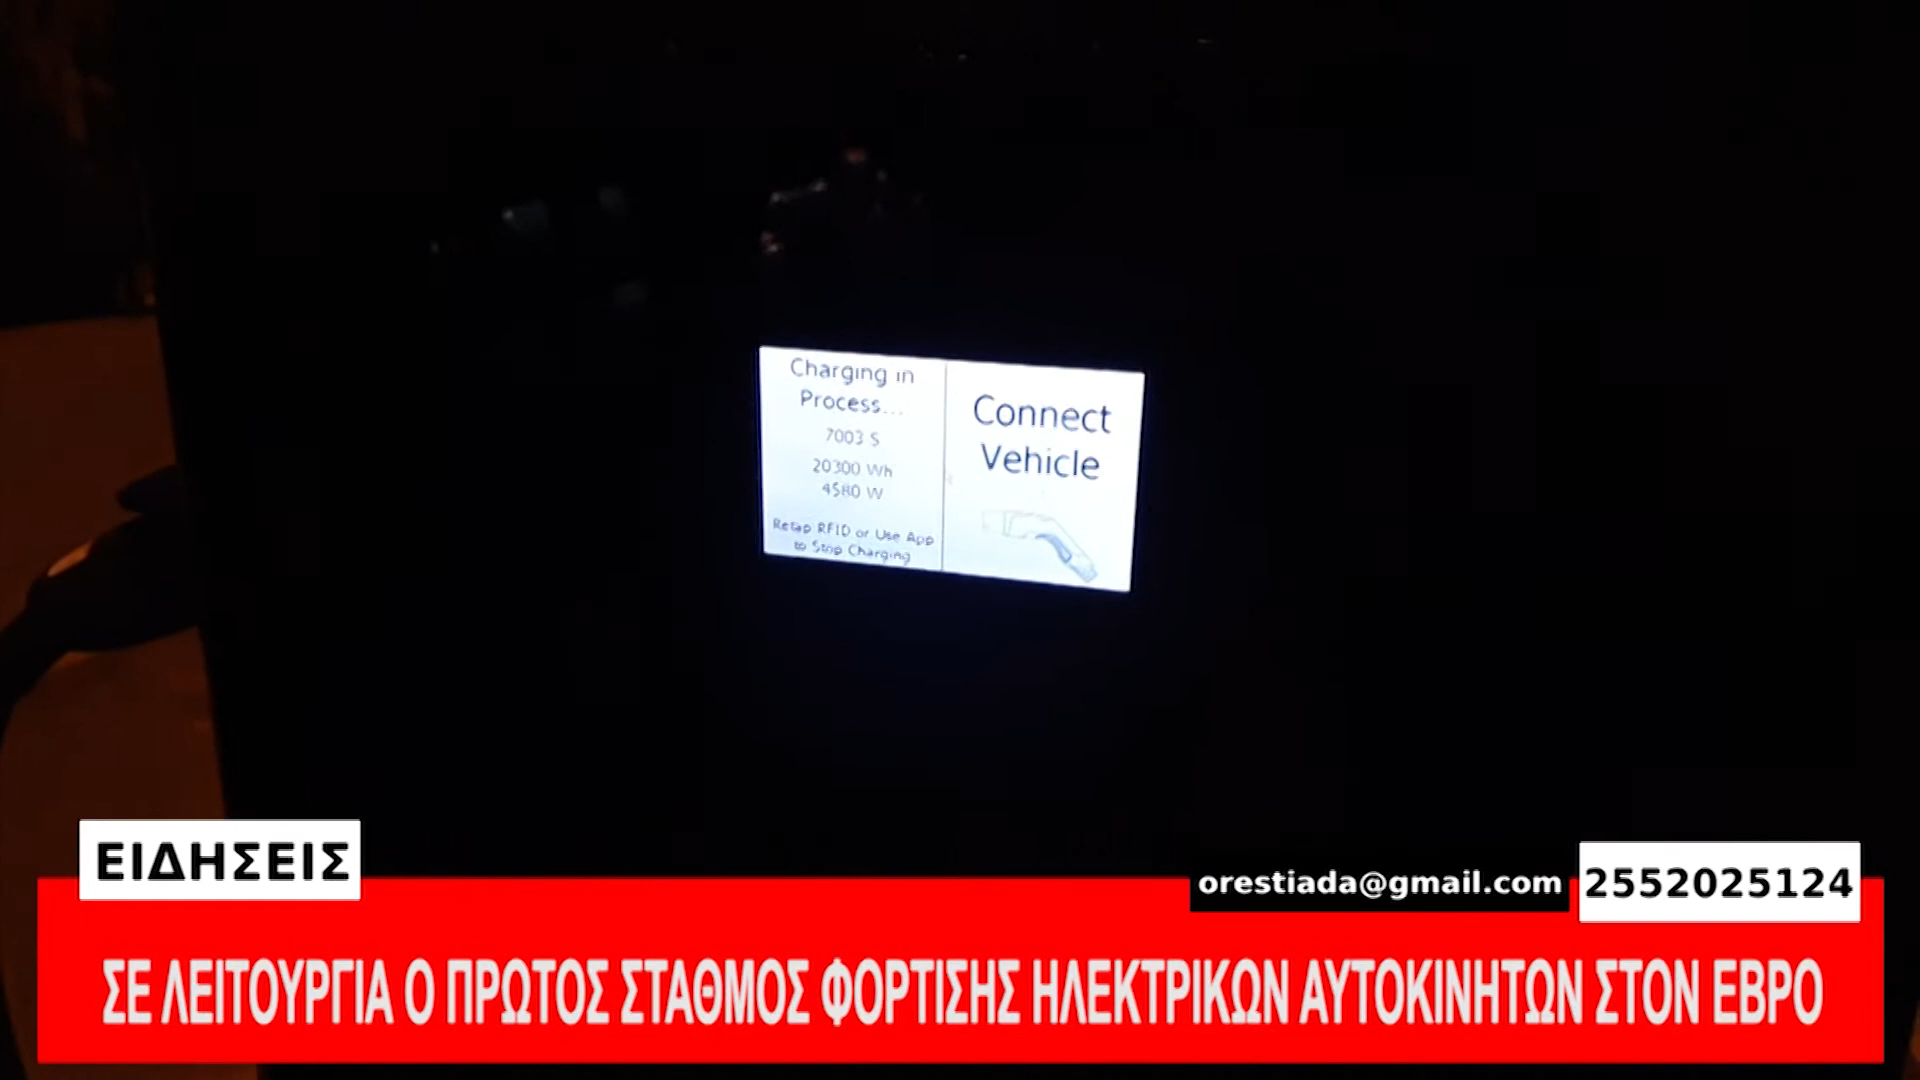 Charging in
Process...
7003 S
20300 Wh
4580 W
Retap RFID or Use App
to Stop Charging
Connect
Vehicle
ΕΙΔΗΣΕΙΣ
orestiada@gmail.com
2552025124
ΣΕ ΛΕΙΤΟΥΡΓΙΑ Ο ΠΡΩΤΟΣ ΣΤΑΘΜΟΣ ΦΟΡΤΙΣΗΣ ΗΛΕΚΤΡΙΚΩΝ ΑΥΤΟΚΙΝΗΤΩΝ ΣΤΟΝ ΕΒΡΟ